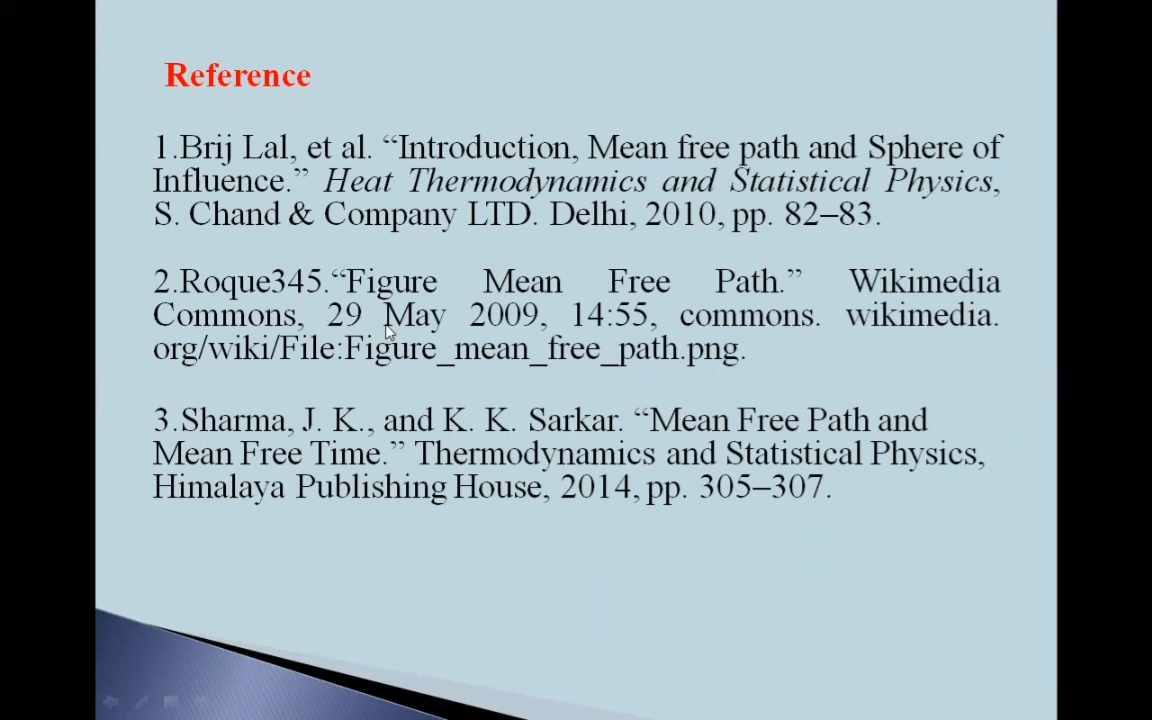 Reference
1.Brij Lal, et al. “Introduction, Mean free path and Sphere of
Influence.” Heat Thermodynamics and Statistical Physics,
S. Chand & Company LTD. Delhi, 2010, pp. 82–83.
2.Roque345.“Figure Mean Free Path.” Wikimedia
Commons, 29 May 2009, 14:55, commons. wikimedia.
org/wiki/File:Figure_mean_free_path.png.
3.Sharma, J. K., and K. K. Sarkar. “Mean Free Path and
Mean Free Time.” Thermodynamics and Statistical Physics,
Himalaya Publishing House, 2014, pp. 305–307.